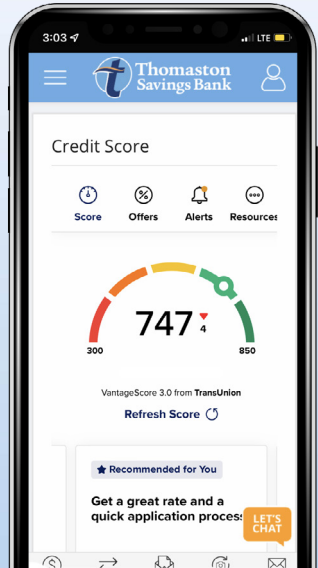 3:03
LTE
Thomaston
Savings Bank
Credit Score
Score Offers Alerts Resources
747 4
300 850
VantageScore 3.0 from TransUnion
Refresh Score
Recommended for You
Get a great rate and a
quick application process
LET'S
CHAT